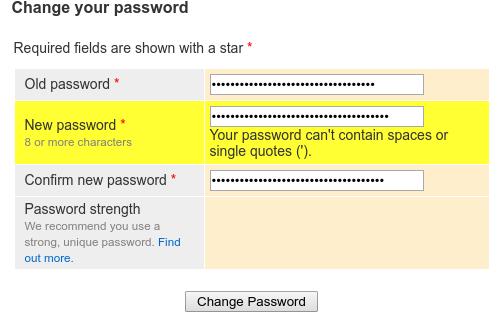 Change your password
Required fields are shown with a star *
Old password *
New password *
8 or more characters
Your password can't contain spaces or
single quotes (').
Confirm new password *
Password strength
We recommend you use a
strong, unique password. Find
out more.
Change Password